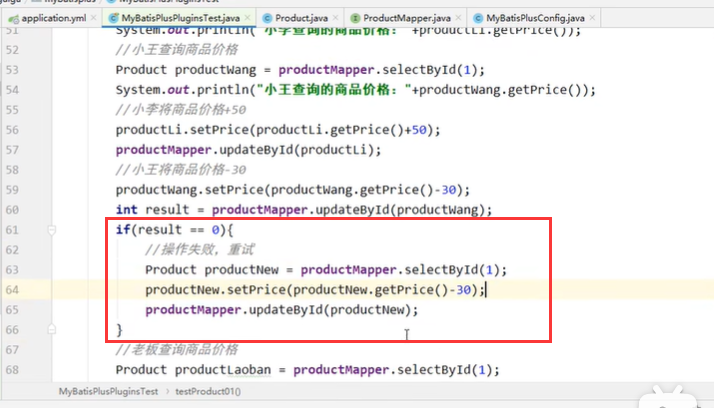 mybatisplus
application.yml
MyBatisPlusPluginsTest.java
Product.java
ProductMapper.java
MyBatisPlusConfig.java
51 System.out.println("小李查询的商品价格："+productLi.getPrice());
52 //小王查询商品价格
53 Product productWang = productMapper.selectById(1);
54 System.out.println("小王查询的商品价格："+productWang.getPrice());
55 //小李将商品价格+50
56 productLi.setPrice(productLi.getPrice()+50);
57 productMapper.updateById(productLi);
58 //小王将商品价格-30
59 productWang.setPrice(productWang.getPrice()-30);
60 int result = productMapper.updateById(productWang);
61 if(result == 0){
62 //操作失败，重试
63 Product productNew = productMapper.selectById(1);
64 productNew.setPrice(productNew.getPrice()-30);
65 productMapper.updateById(productNew);
66 }
67 //老板查询商品价格
68 Product productLaoban = productMapper.selectById(1);
MyBatisPlusPluginsTest
testProduct01()